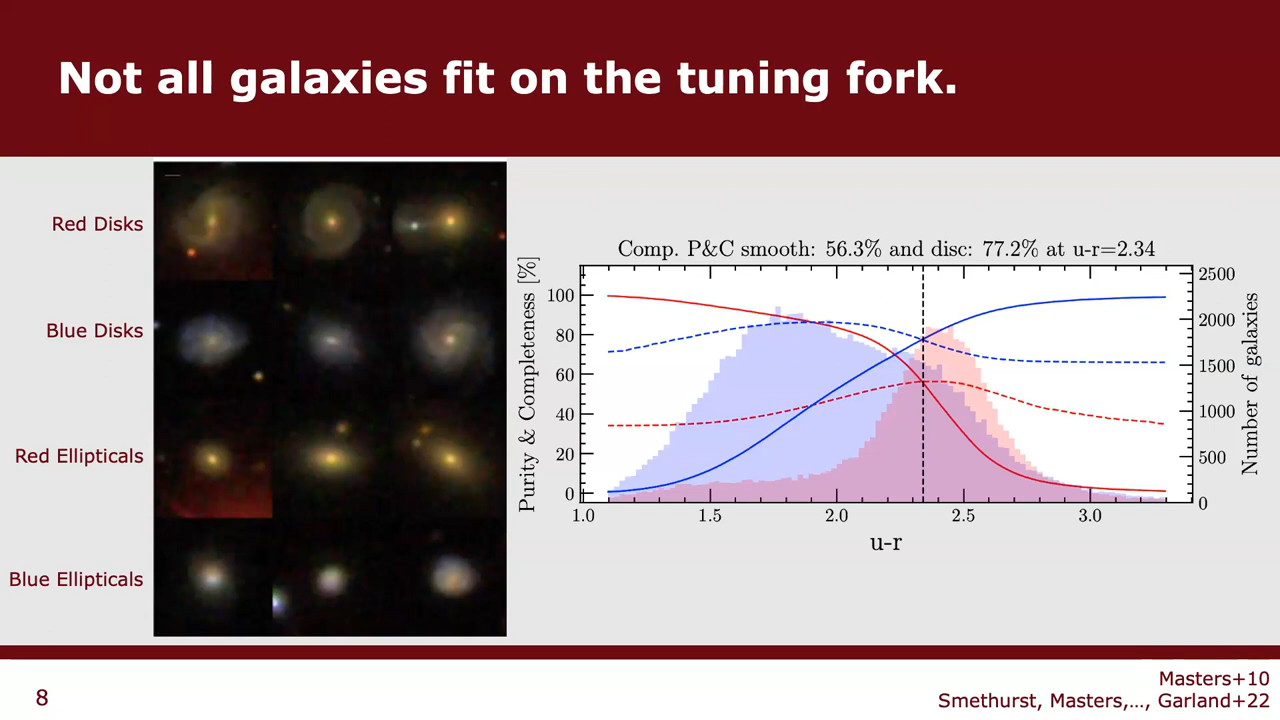 Not all galaxies fit on the tuning fork.
Red Disks
Blue Disks
Red Ellipticals
Blue Ellipticals
Comp. P&C smooth: 56.3% and disc: 77.2% at u-r=2.34
Purity & Completeness [%]
100
80
60
40
20
0
1.0 1.5 2.0 2.5 3.0
u-r
2500
2000
1500
1000
500
0
Number of galaxies
8
Masters+10
Smethurst, Masters,..., Garland+22